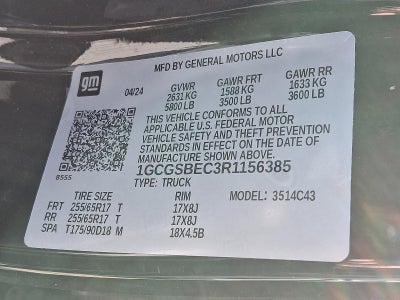 gm
MFD BY GENERAL MOTORS LLC
04/24 GVWR GAWR FRT GAWR RR
2631 KG 1588 KG 1633 KG
5800 LB 3500 LB 3600 LB
THIS VEHICLE CONFORMS TO ALL
APPLICABLE U.S. FEDERAL MOTOR
VEHICLE SAFETY AND THEFT PREVENTION
STANDARDS IN EFFECT ON THE DATE OF
MANUFACTURE SHOWN ABOVE.
8555 1GCGSBEC3R1156385
TYPE: TRUCK
TIRE SIZE RIM MODEL: 3514C43
FRT 255/65R17 T 17X8J
RR 255/65R17 T 17X8J
SPA T175/90D18 M 18X4.5B